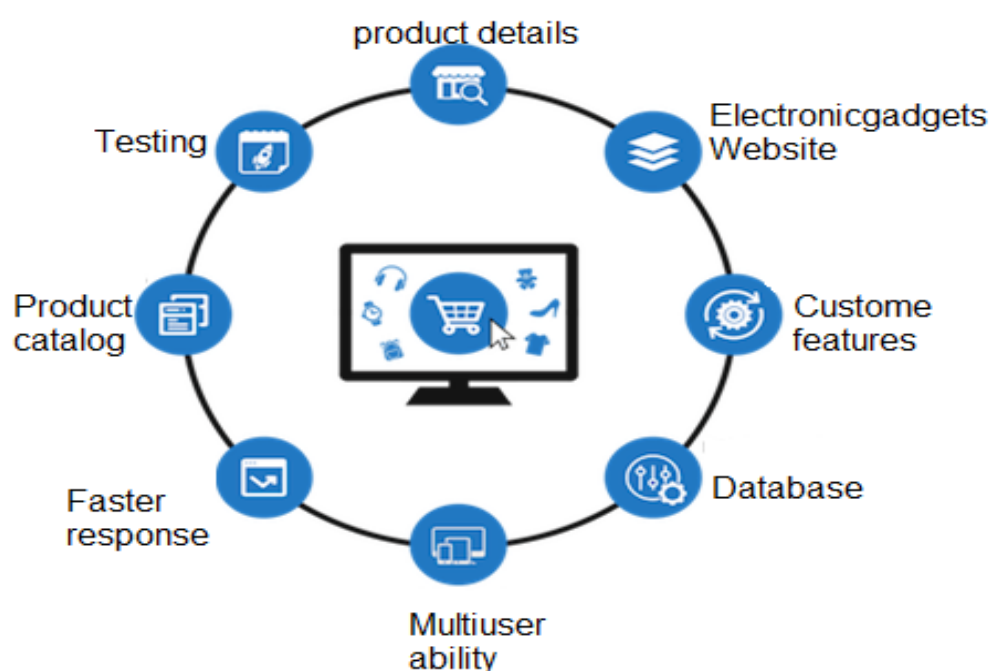 product details
Electronicgadgets
Website
Testing
Product
catalog
Custome
features
Faster
response
Database
Multiuser
ability